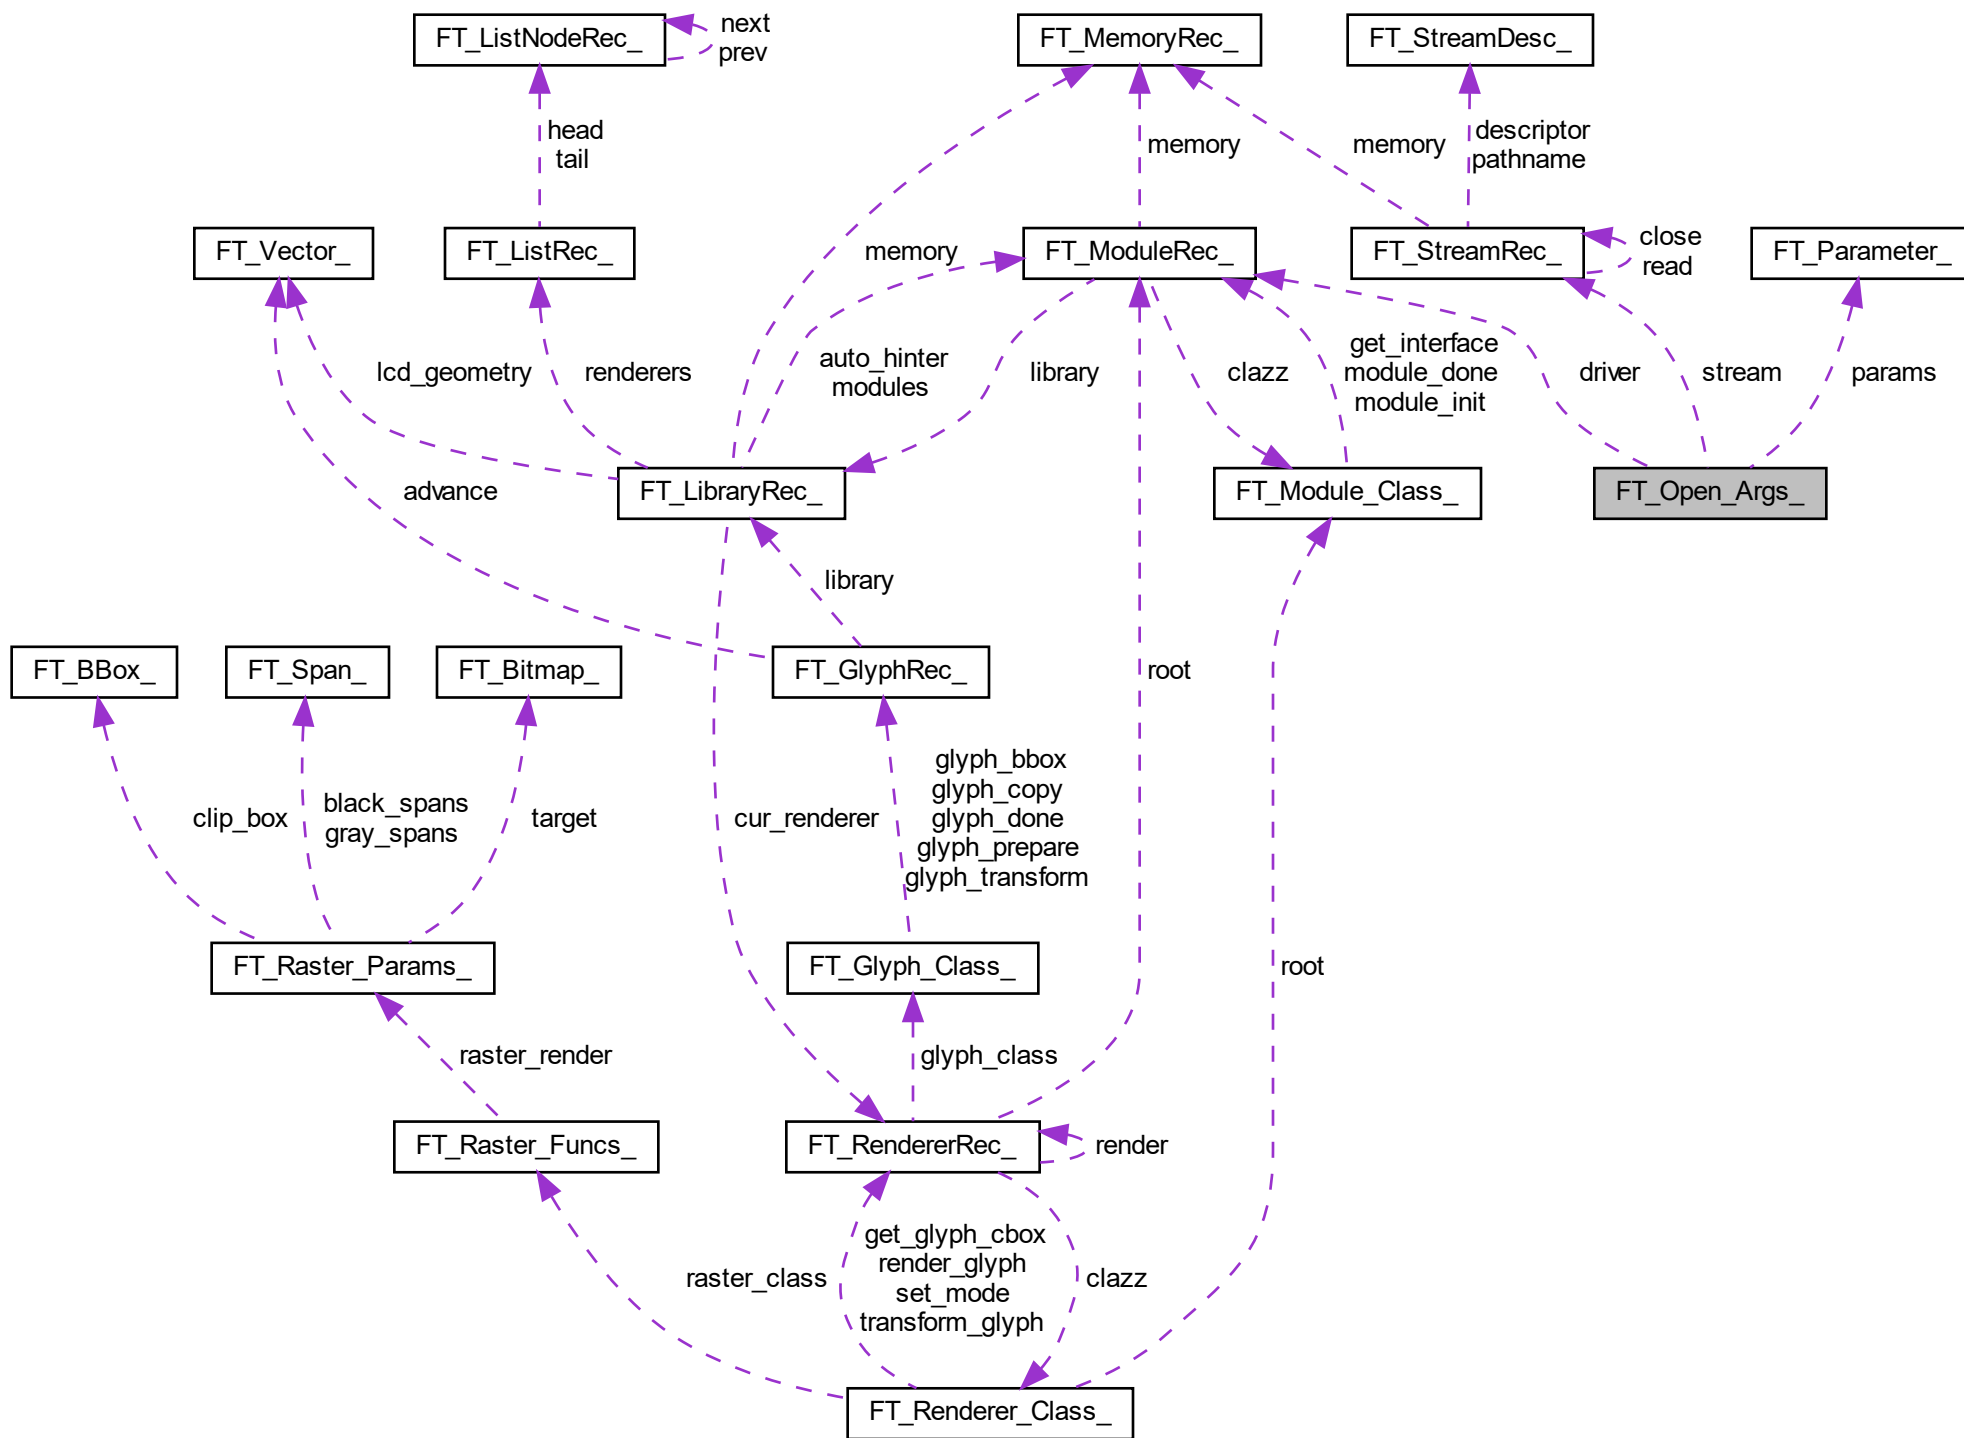 FT_ListNodeRec_
next
prev
FT_MemoryRec_
FT_StreamDesc_
head
tail
memory
memory
descriptor
pathname
FT_Vector_
FT_ListRec_
memory
FT_ModuleRec_
FT_StreamRec_
close
read
FT_Parameter_
lcd_geometry
renderers
auto_hinter
modules
library
clazz
get_interface
module_done
module_init
driver
stream
params
advance
FT_LibraryRec_
FT_Module_Class_
FT_Open_Args_
library
FT_BBox_
FT_Span_
FT_Bitmap_
FT_GlyphRec_
root
clip_box
black_spans
gray_spans
target
cur_renderer
glyph_bbox
glyph_copy
glyph_done
glyph_prepare
glyph_transform
FT_Raster_Params_
FT_Glyph_Class_
root
raster_render
glyph_class
FT_Raster_Funcs_
FT_RendererRec_
render
raster_class
get_glyph_cbox
render_glyph
set_mode
transform_glyph
clazz
FT_Renderer_Class_